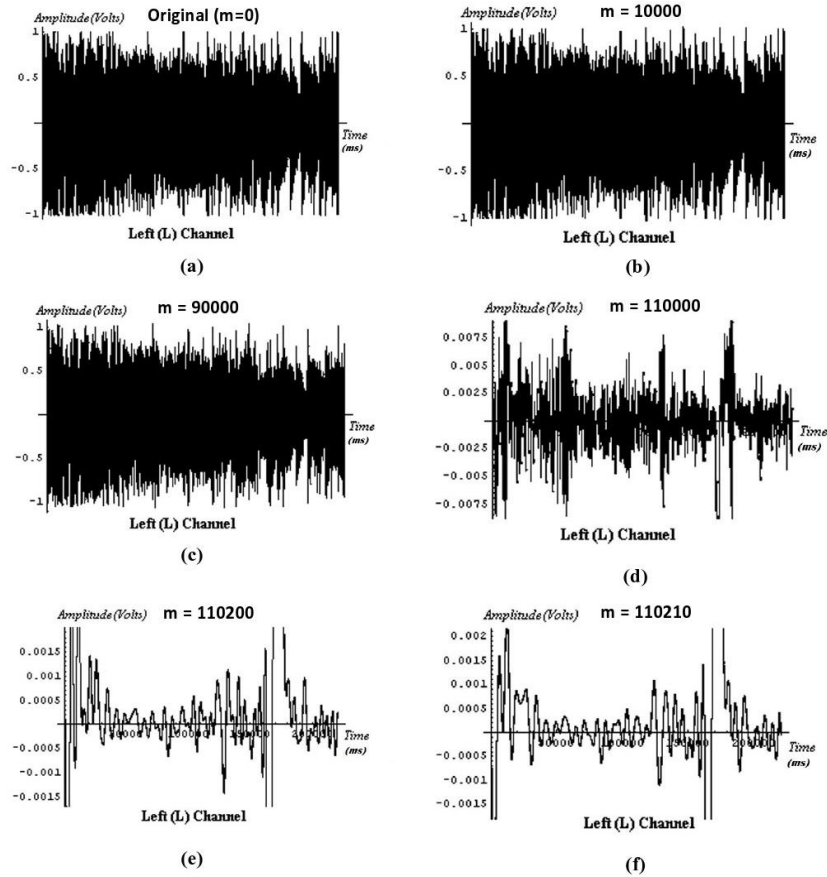 Amplitude (Volts)
Original (m=0)
1
0.5
-0.5
-1
Time
(ms)
Left (L) Channel
(a)
Amplitude (Volts)
m = 10000
1
0.5
-0.5
-1
Time
(ms)
Left (L) Channel
(b)
Amplitude (Volts)
m = 90000
1
0.5
-0.5
-1
Time
(ms)
Left (L) Channel
(c)
Amplitude (Volts)
m = 110000
0.0075
0.005
0.0025
-0.0025
-0.005
-0.0075
Time
(ms)
Left (L) Channel
(d)
Amplitude (Volts)
m = 110200
0.0015
0.001
0.0005
-0.0005
-0.001
-0.0015
Time
(ms)
Left (L) Channel
(e)
Amplitude (Volts)
m = 110210
0.002
0.0015
0.001
0.0005
-0.0005
-0.001
-0.0015
Time
(ms)
Left (L) Channel
(f)